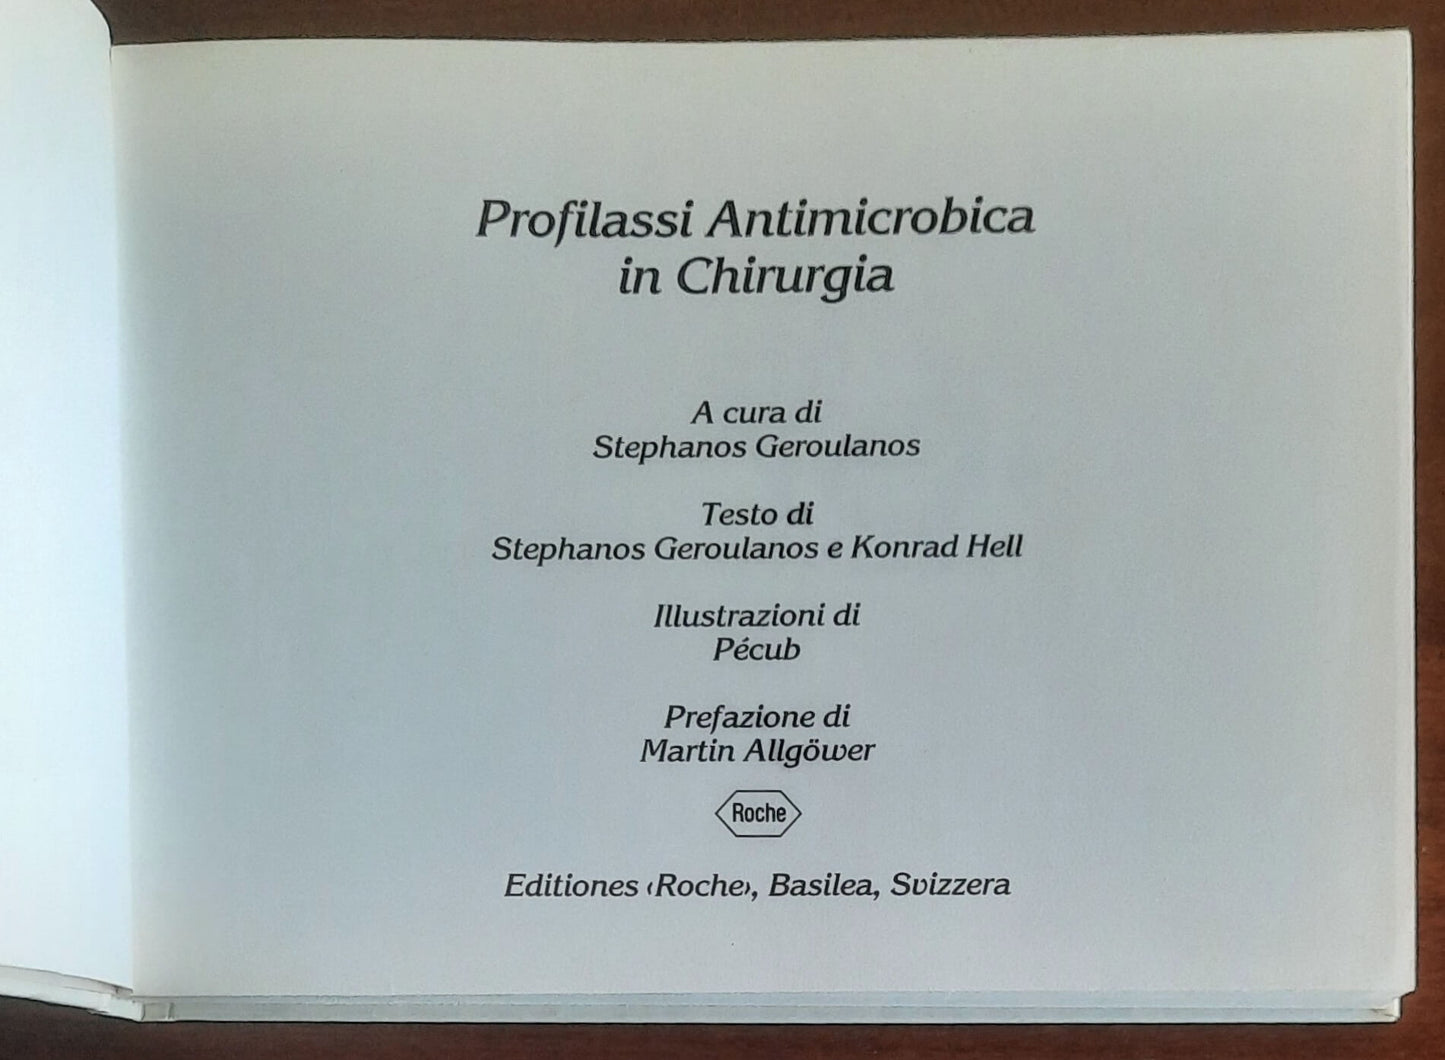 Profilassi Antimicrobica
in Chirurgia
A cura di
Stephanos Geroulanos
Testo di
Stephanos Geroulanos e Konrad Hell
Illustrazioni di
Pécub
Prefazione di
Martin Allgöwer
Roche
Editiones ‹Roche›, Basilea, Svizzera